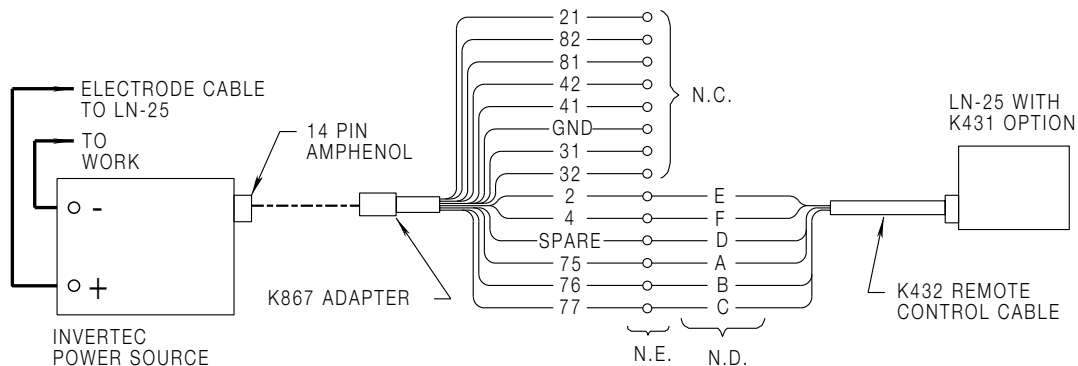 21
82
81
42
41
GND
31
32
2
4
SPARE
75
76
77
N.C.
E
F
D
A
B
C
N.E.
N.D.
ELECTRODE CABLE
TO LN-25
TO
WORK
14 PIN
AMPHENOL
-
+
INVERTEC
POWER SOURCE
K867 ADAPTER
LN-25 WITH
K431 OPTION
K432 REMOTE
CONTROL CABLE